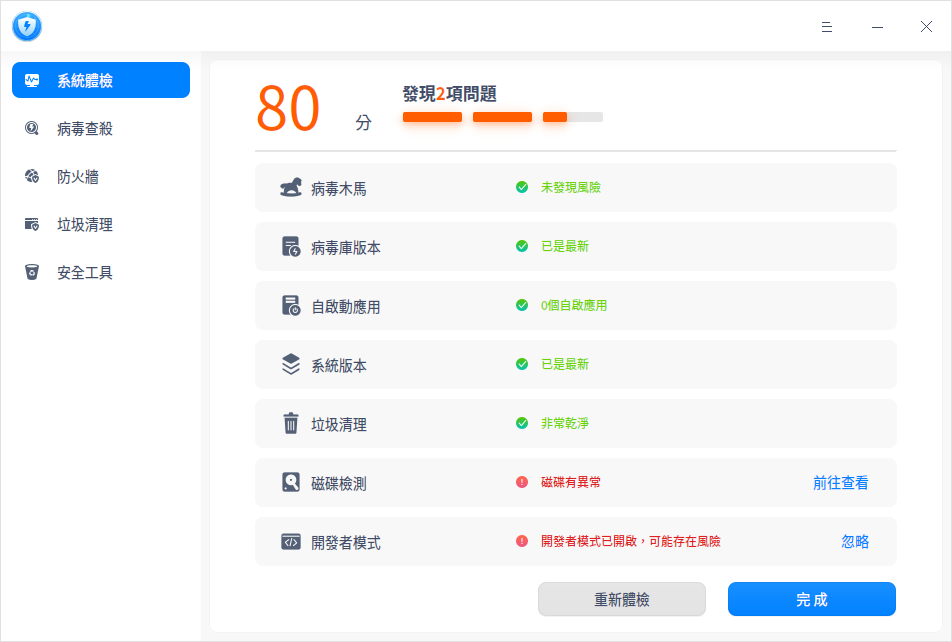 系統體檢
病毒查殺
防火牆
垃圾清理
安全工具
80 分
發現2項問題
病毒木馬 未發現風險
病毒庫版本 已是最新
自啟動應用 0個自啟應用
系統版本 已是最新
垃圾清理 非常乾淨
磁碟檢測 磁碟有異常 前往查看
開發者模式 開發者模式已開啟，可能存在風險 忽略
重新體檢 完成